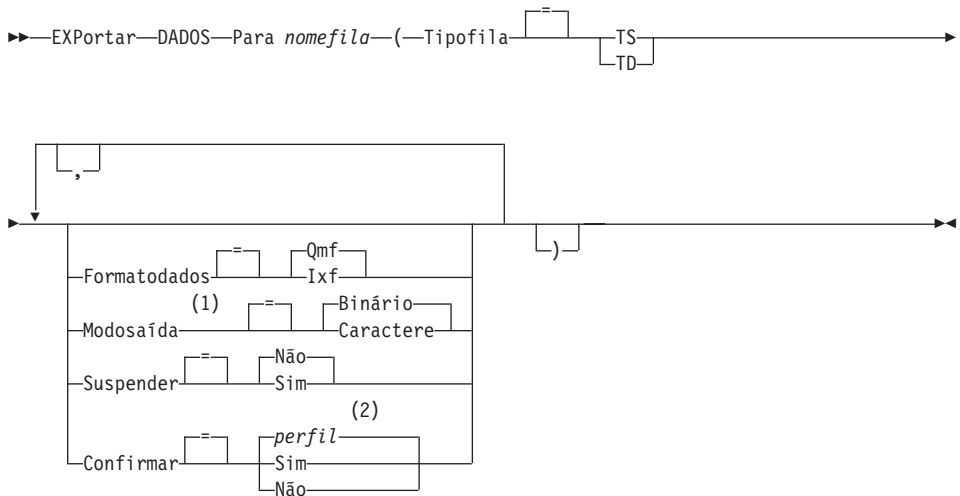 =
EXPortar DADOS Para nomefila ( Tipofila TS
TD
,
)
= Qmf
Formatodados Ixf
(1) = Binário
Modosaída Caractere
= Não
Suspender Sim
(2)
= perfil
Confirmar Sim
Não